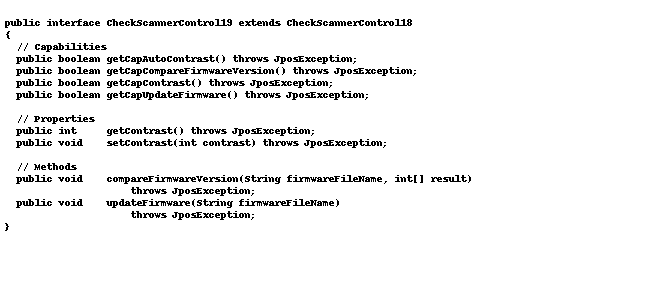 public interface CheckScannerControl19 extends CheckScannerControl18
{
  // Capabilities
  public boolean getCapAutoContrast() throws JposException;
  public boolean getCapCompareFirmwareVersion() throws JposException;
  public boolean getCapContrast() throws JposException;
  public boolean getCapUpdateFirmware() throws JposException;

  // Properties
  public int     getContrast() throws JposException;
  public void    setContrast(int contrast) throws JposException;

  // Methods
  public void    compareFirmwareVersion(String firmwareFileName, int[] result)
                     throws JposException;
  public void    updateFirmware(String firmwareFileName)
                     throws JposException;
}